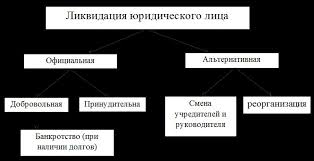 Ликвидация юридического лица
Официальная
Альтернативная
Добровольная
Принудительна
Смена
учредителей и
руководителя
реорганизация
Банкротство (при
наличии долгов)